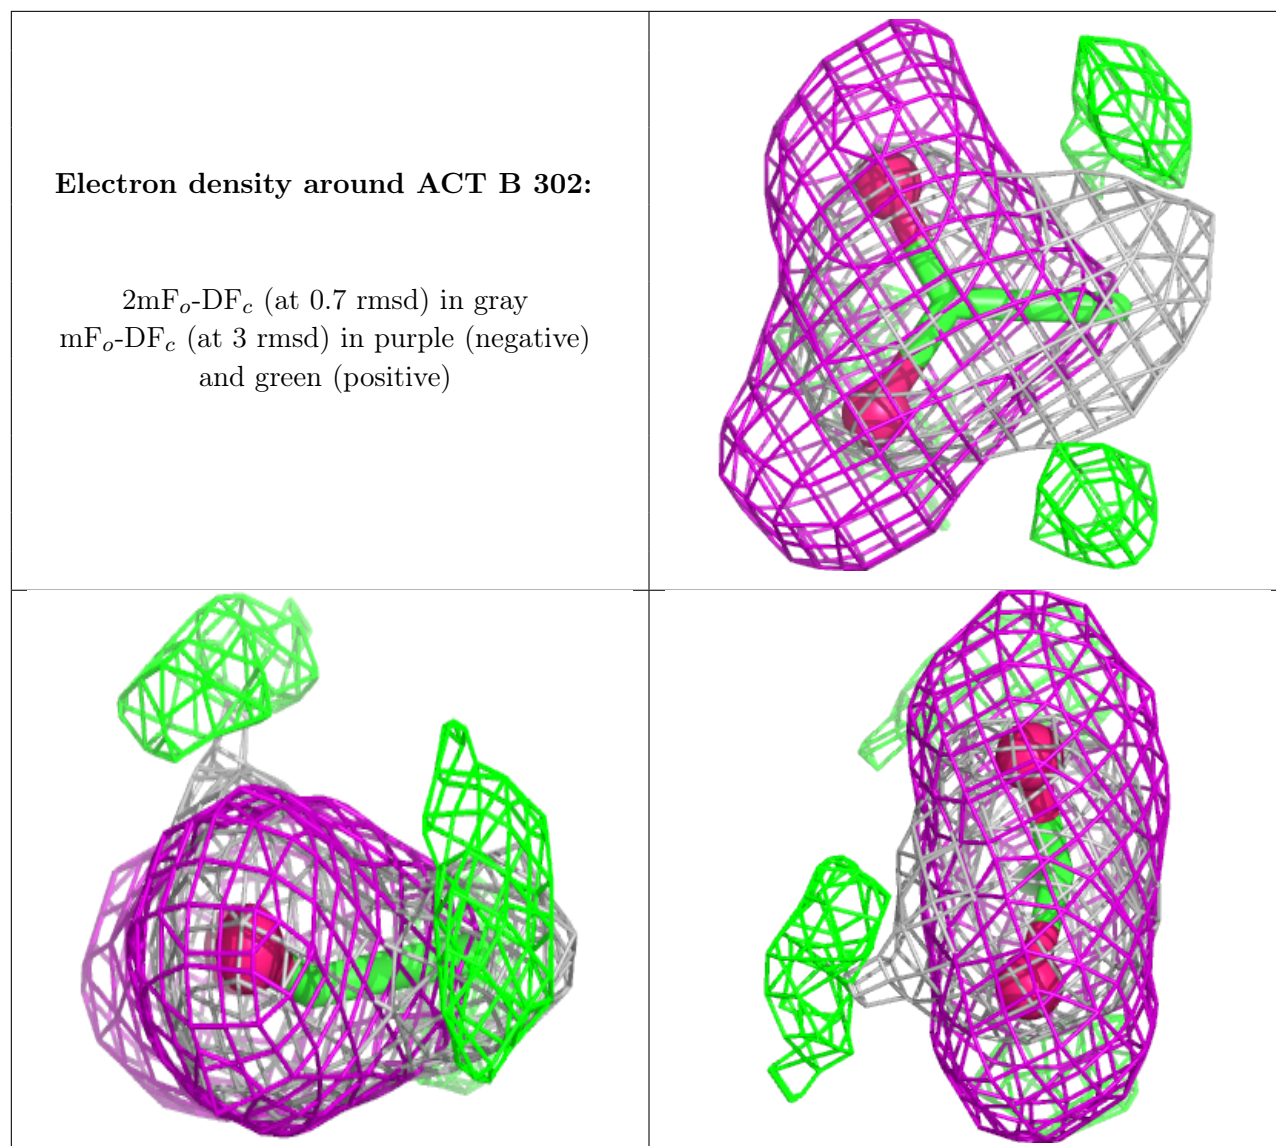 Electron density around ACT B 302:
2mFo-DFc (at 0.7 rmsd) in gray
mFo-DFc (at 3 rmsd) in purple (negative)
and green (positive)